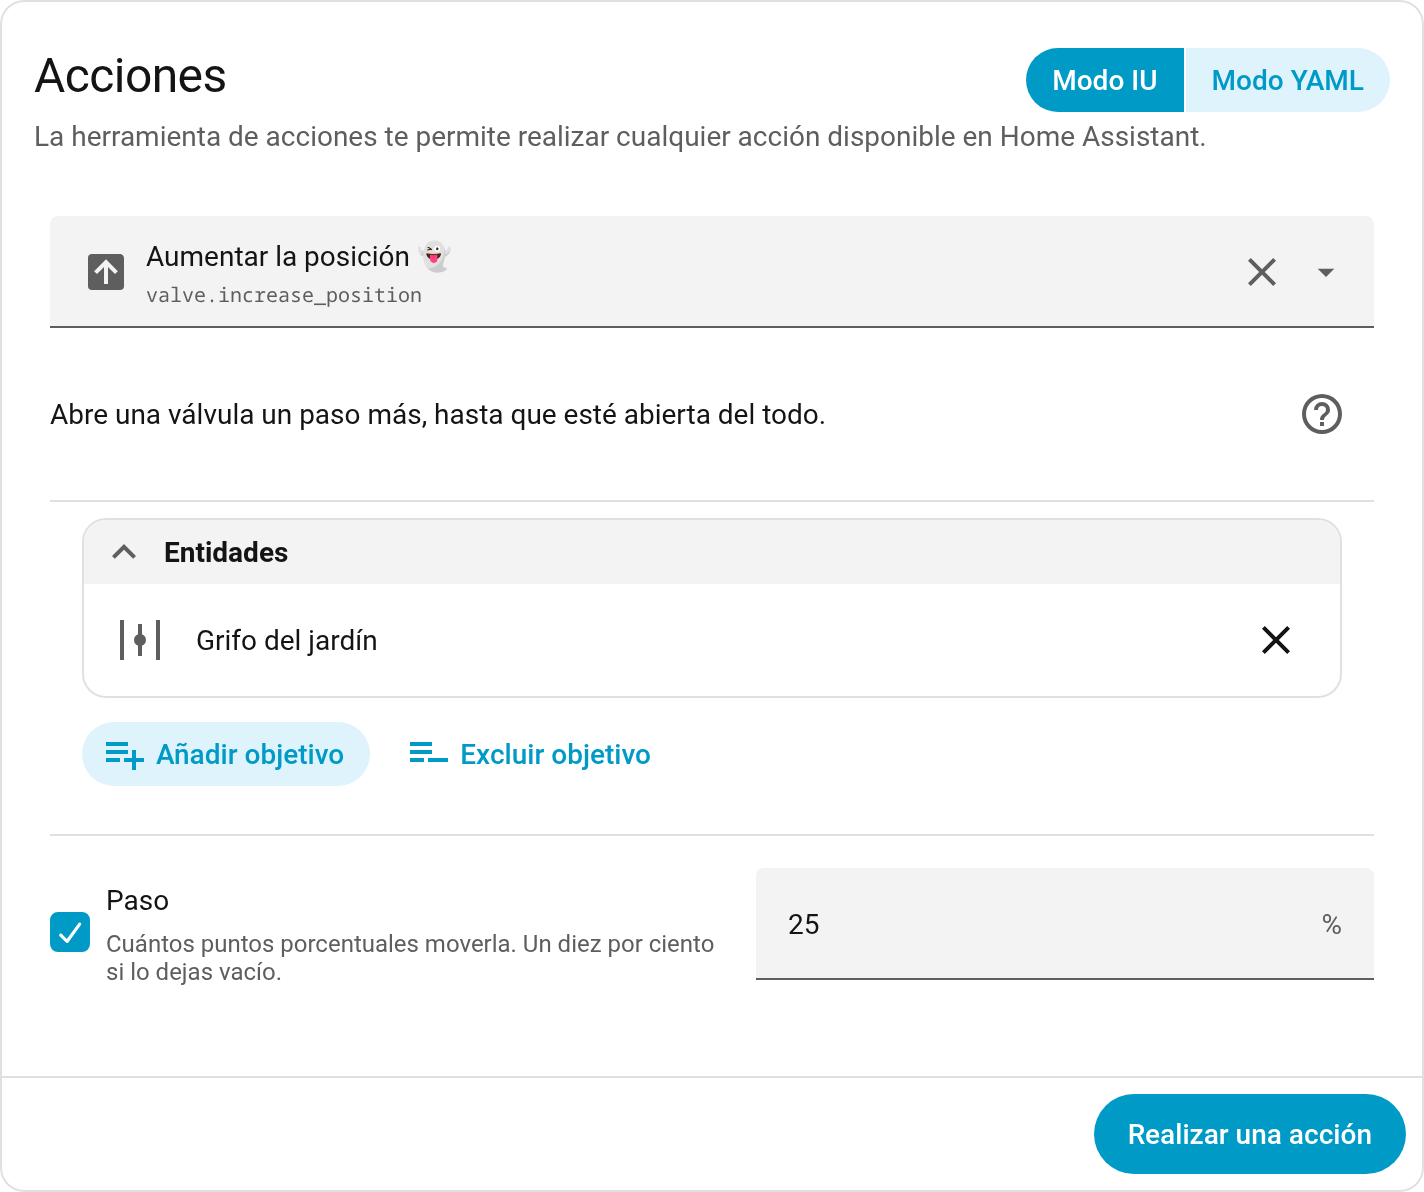 Acciones
Modo IU
Modo YAML
La herramienta de acciones te permite realizar cualquier acción disponible en Home Assistant.
Aumentar la posición 👻
valve.increase_position
Abre una válvula un paso más, hasta que esté abierta del todo.
Entidades
Grifo del jardín
Añadir objetivo
Excluir objetivo
Paso
Cuántos puntos porcentuales moverla. Un diez por ciento
si lo dejas vacío.
25
%
Realizar una acción